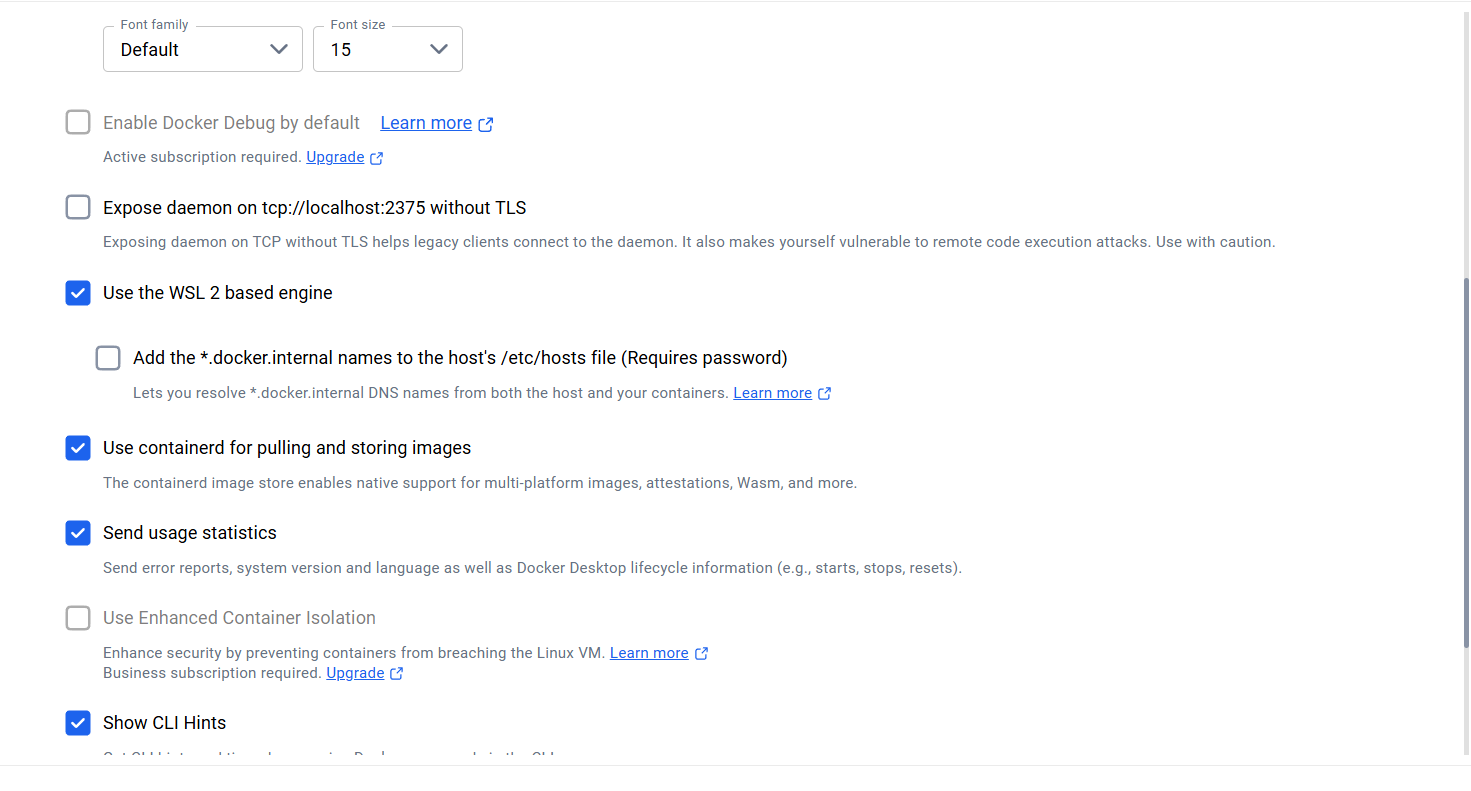 Font family
Font size
Default
15
Enable Docker Debug by default Learn more
Active subscription required. Upgrade
Expose daemon on tcp://localhost:2375 without TLS
Exposing daemon on TCP without TLS helps legacy clients connect to the daemon. It also makes yourself vulnerable to remote code execution attacks. Use with caution.
Use the WSL 2 based engine
Add the *.docker.internal names to the host's /etc/hosts file (Requires password)
Lets you resolve *.docker.internal DNS names from both the host and your containers. Learn more
Use containerd for pulling and storing images
The containerd image store enables native support for multi-platform images, attestations, Wasm, and more.
Send usage statistics
Send error reports, system version and language as well as Docker Desktop lifecycle information (e.g., starts, stops, resets).
Use Enhanced Container Isolation
Enhance security by preventing containers from breaching the Linux VM. Learn more
Business subscription required. Upgrade
Show CLI Hints